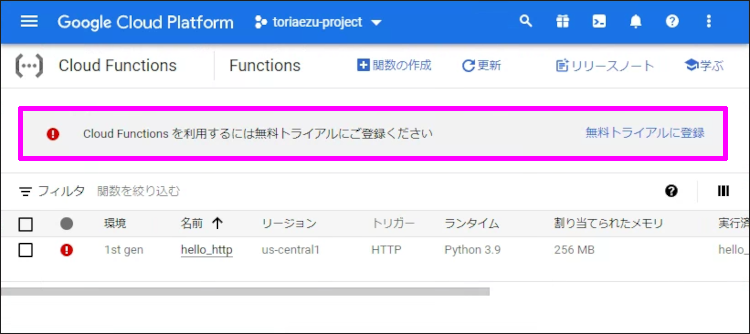 Google Cloud Platform toriaezu-project
Cloud Functions Functions 関数の作成 更新 リリースノート 学ぶ
Cloud Functions を利用するには無料トライアルにご登録ください 無料トライアルに登録
フィルタ 関数を絞り込む
環境 名前 リージョン トリガー ランタイム 割り当てられたメモリ 実行済
1st gen hello_http us-central1 HTTP Python 3.9 256 MB hello_